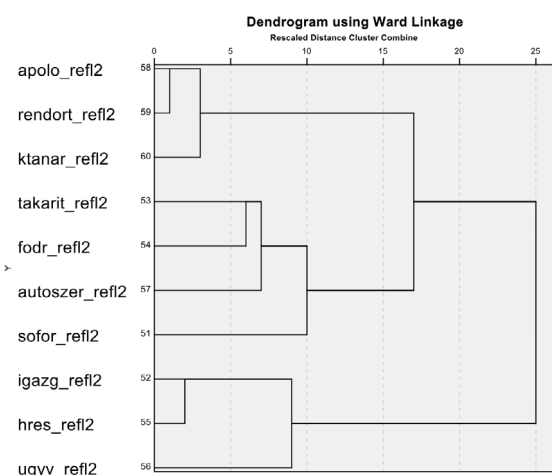 Dendrogram using Ward Linkage
Rescaled Distance Cluster Combine
0 5 10 15 20 25
apolo_refl2 58
rendort_refl2 59
ktanar_refl2 60
takarit_refl2 53
fodr_refl2 54
Y
autoszer_refl2 57
sofor_refl2 51
igazg_refl2 52
hres_refl2 55
ugyv_refl2 56